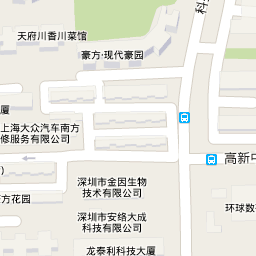 天府川香川菜馆
科
豪方·现代豪园
厦
上海大众汽车南方
修服务有限公司
高新中
深圳市金因生物
技术有限公司
方花园
环球数
深圳市安络大成
科技有限公司
龙泰利科技大厦